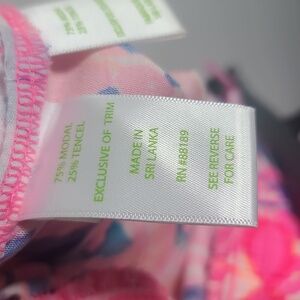 75% MODAL
25% TENCEL
EXCLUSIVE OF TRIM
MADE IN
SRI LANKA
RN#88189
SEE REVERSE
FOR CARE